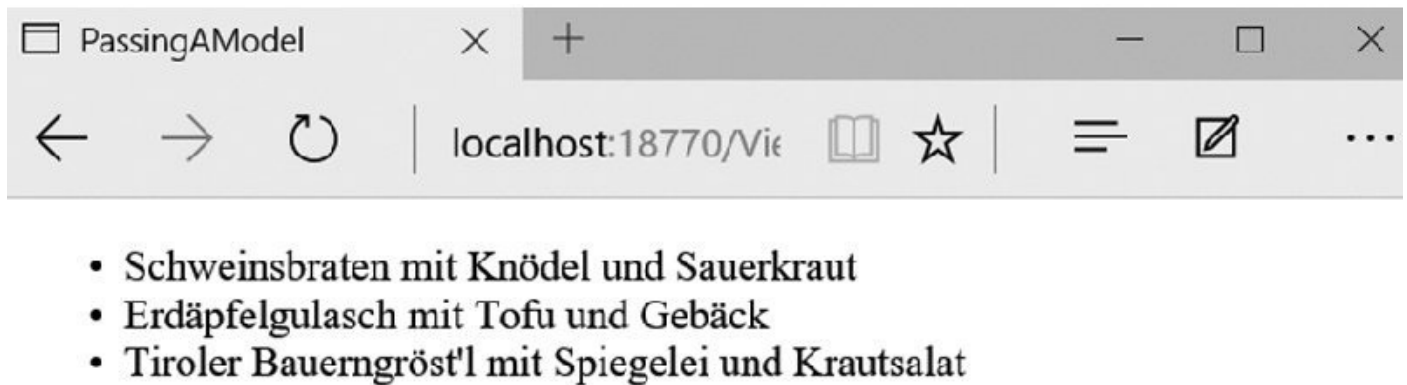 PassingAModel
localhost:18770/Vie
• Schweinsbraten mit Knödel und Sauerkraut
• Erdäpfelgulasch mit Tofu und Gebäck
• Tiroler Bauerngröst'l mit Spiegelei und Krautsalat